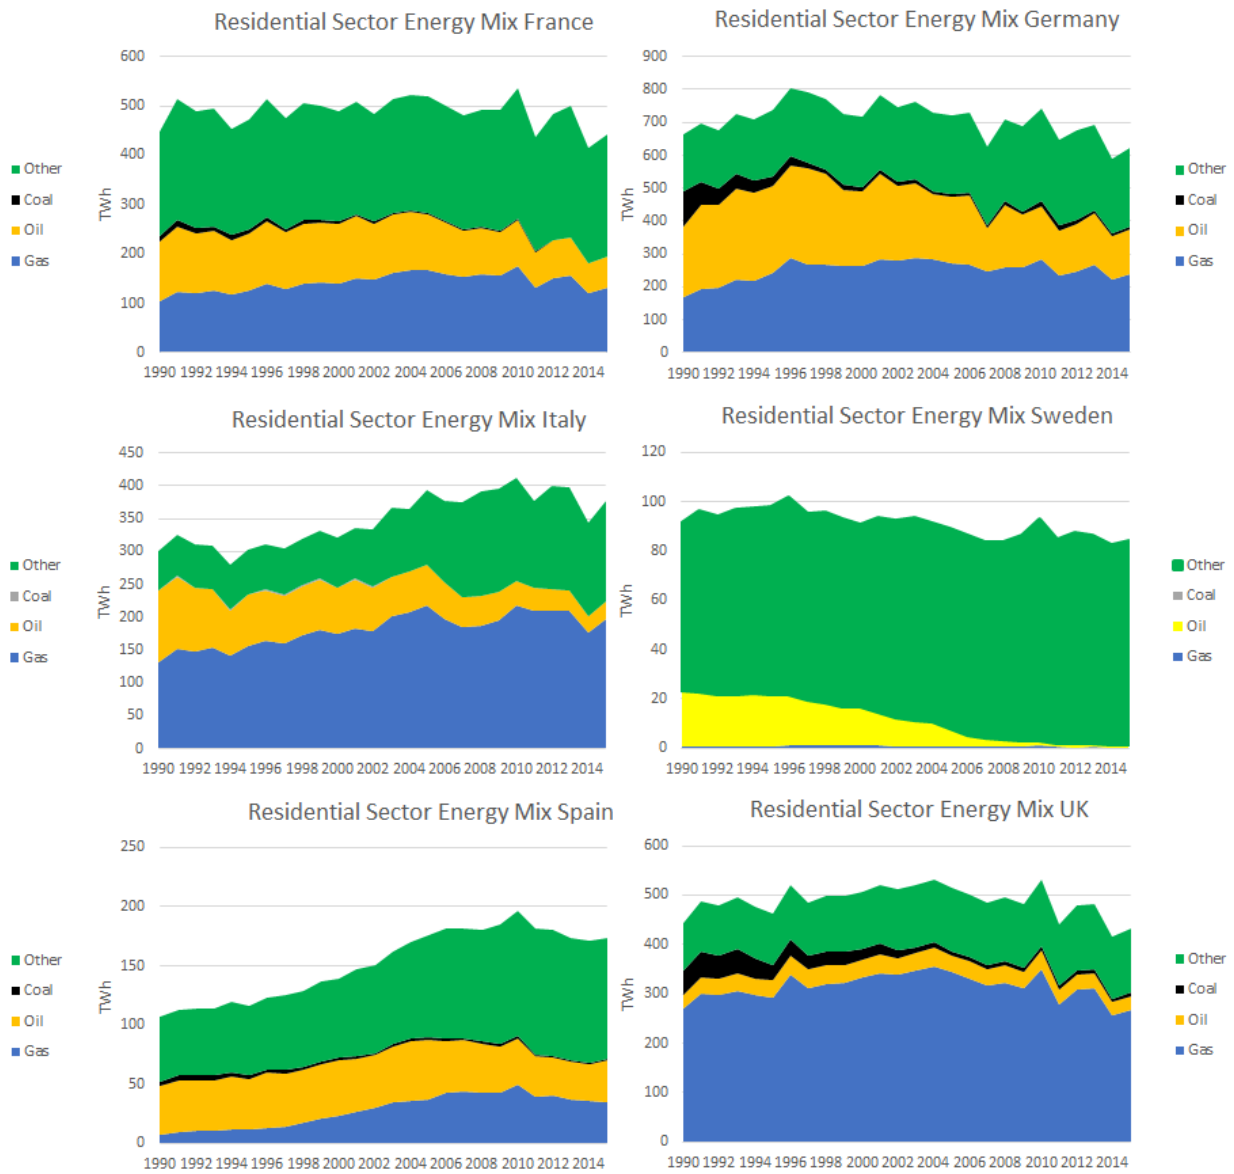 Residential Sector Energy Mix France
600
500
400
300
200
100
0
TWh
1990 1992 1994 1996 1998 2000 2002 2004 2006 2008 2010 2012 2014
Other
Coal
Oil
Gas
Residential Sector Energy Mix Germany
900
800
700
600
500
400
300
200
100
0
TWh
1990 1992 1994 1996 1998 2000 2002 2004 2006 2008 2010 2012 2014
Other
Coal
Oil
Gas
Residential Sector Energy Mix Italy
450
400
350
300
250
200
150
100
50
0
TWh
1990 1992 1994 1996 1998 2000 2002 2004 2006 2008 2010 2012 2014
Other
Coal
Oil
Gas
Residential Sector Energy Mix Sweden
120
100
80
60
40
20
0
TWh
1990 1992 1994 1996 1998 2000 2002 2004 2006 2008 2010 2012 2014
Other
Coal
Oil
Gas
Residential Sector Energy Mix Spain
250
200
150
100
50
0
TWh
1990 1992 1994 1996 1998 2000 2002 2004 2006 2008 2010 2012 2014
Other
Coal
Oil
Gas
Residential Sector Energy Mix UK
600
500
400
300
200
100
0
TWh
1990 1992 1994 1996 1998 2000 2002 2004 2006 2008 2010 2012 2014
Other
Coal
Oil
Gas